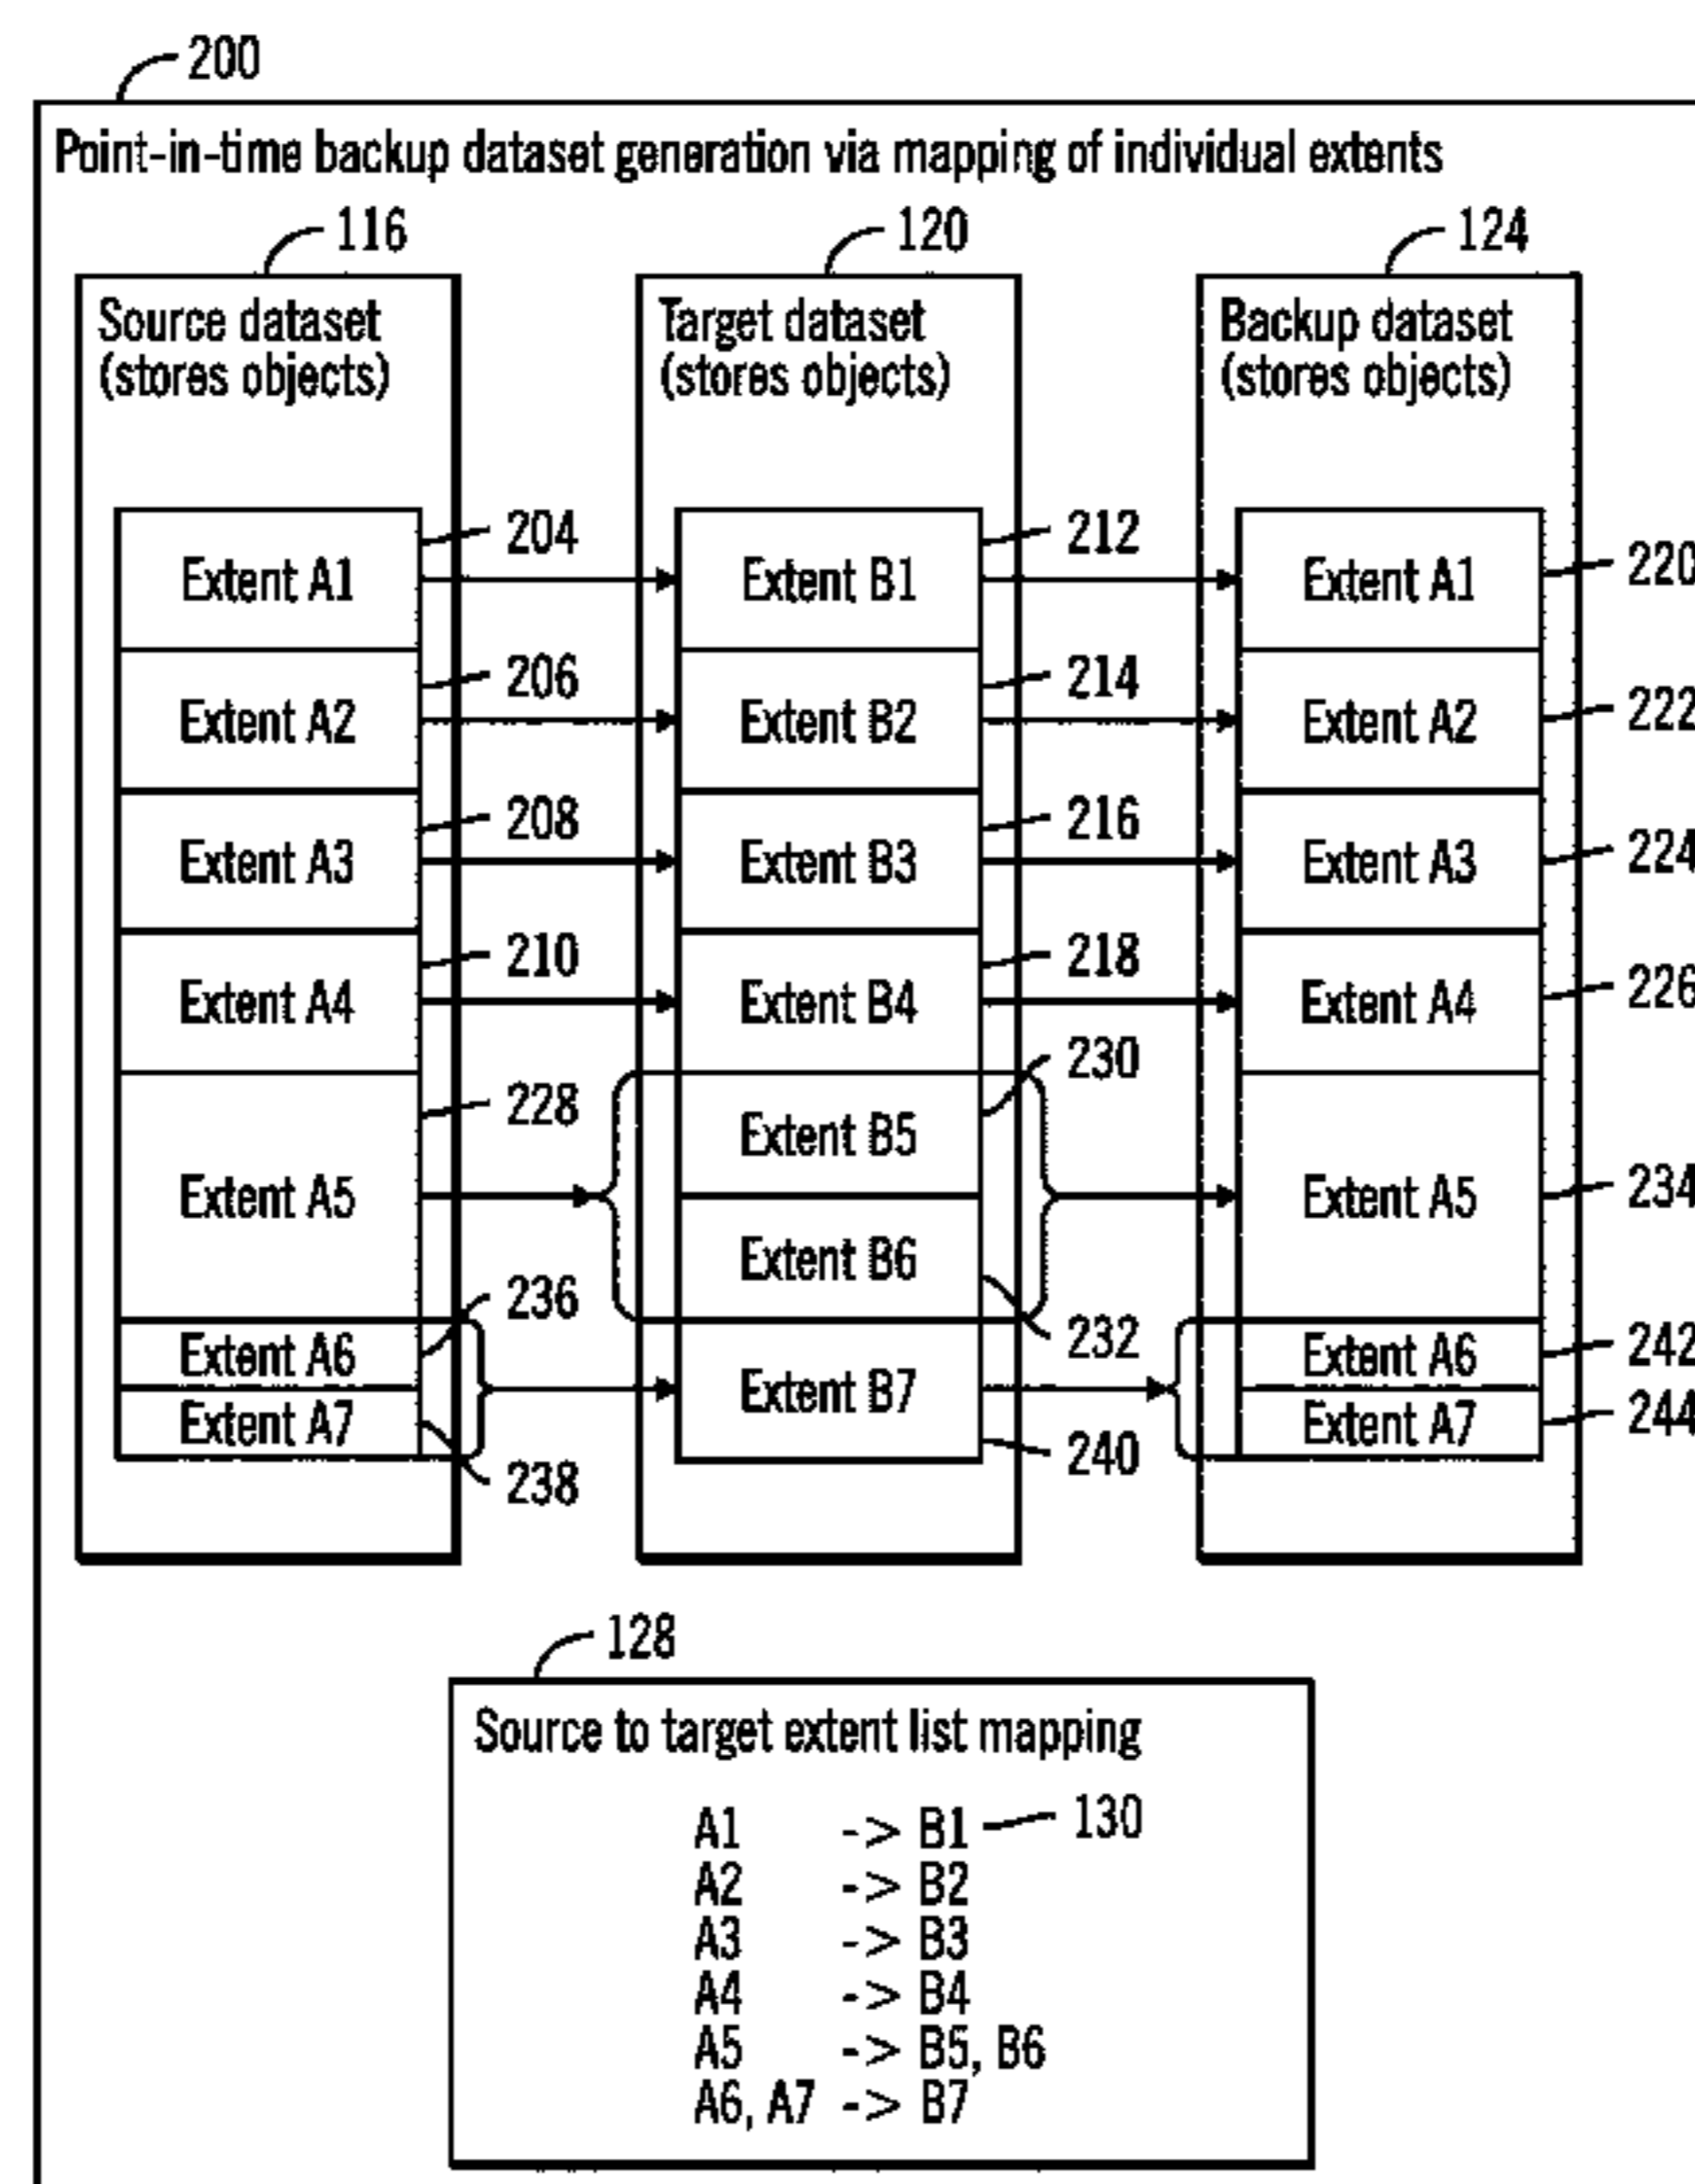 200
Point-in-time backup dataset generation via mapping of individual extents
116
120
124
Source dataset
(stores objects)
Target dataset
(stores objects)
Backup dataset
(stores objects)
Extent A1
204
Extent B1
212
Extent A1
220
Extent A2
206
Extent B2
214
Extent A2
222
Extent A3
208
Extent B3
216
Extent A3
224
Extent A4
210
Extent B4
218
Extent A4
226
Extent A5
228
Extent B5
230
Extent B6
232
Extent A5
234
Extent A6
236
Extent A7
238
Extent B7
240
Extent A6
242
Extent A7
244
128
Source to target extent list mapping
A1 -> B1 130
A2 -> B2
A3 -> B3
A4 -> B4
A5 -> B5, B6
A6, A7 -> B7